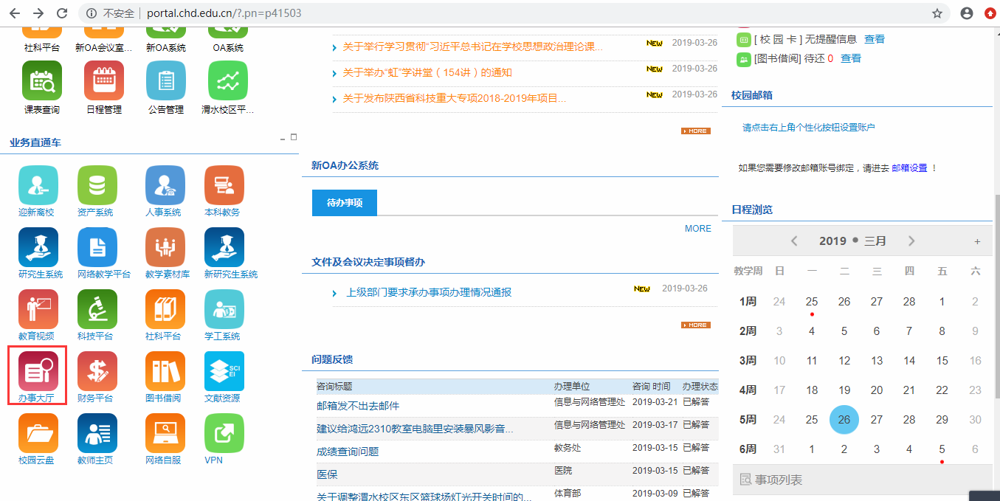 不安全
portal.chd.edu.cn/?.pn=p41503
社科平台
新OA会议室...
新OA系统
OA系统
课表查询
日程管理
公告管理
渭水校区平...
业务直通车
迎新离校
资产系统
人事系统
本科教务
研究生系统
网络教学平台
教学素材库
新研究生系统
教育视频
科技平台
社科平台
学工系统
办事大厅
财务平台
图书借阅
SCI
EI
文献资源
校园云盘
教师主页
网络自服
VPN
关于举行学习贯彻“习近平总书记在学校思想政治理论课...
NEW 2019-03-26
关于举办“虹”学讲堂（154讲）的通知
NEW 2019-03-26
关于发布陕西省科技重大专项2018-2019年项目...
NEW 2019-03-26
MORE
新OA办公系统
待办事项
MORE
文件及会议决定事项督办
上级部门要求承办事项办理情况通报
NEW 2019-03-26
MORE
问题反馈
咨询标题 办理单位 咨询 时间 办理状态
邮箱发不出去邮件 信息与网络管理处 2019-03-21 已解答
建议给鸿远2310教室电脑里安装暴风影音... 信息与网络管理处 2019-03-17 已解答
成绩查询问题 教务处 2019-03-15 已解答
医保 医院 2019-03-15 已解答
关于调整渭水校区东区篮球场灯光开关时间的... 体育部 2019-03-09 已解答
[ 校 园 卡 ] 无提醒信息 查看
[图书借阅] 待还 0 查看
校园邮箱
请点击右上角个性化按钮设置账户
如果您需要修改邮箱账号绑定，请进去 邮箱设置 ！
日程浏览
2019 • 三月
+
教学周 日 一 二 三 四 五 六
1周 24 25 26 27 28 1 2
2周 3 4 5 6 7 8 9
3周 10 11 12 13 14 15 16
4周 17 18 19 20 21 22 23
5周 24 25 26 27 28 29 30
6周 31 1 2 3 4 5 6
事项列表